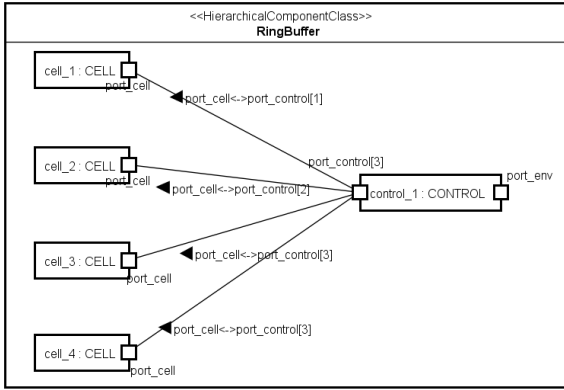 <<HierarchicalComponentClass>>
RingBuffer
cell_1 : CELL
port_cell
port_cell<->port_control[1]
cell_2 : CELL
port_cell
port_cell<->port_control[2]
port_control[3]
control_1 : CONTROL
port_env
cell_3 : CELL
port_cell
port_cell<->port_control[3]
cell_4 : CELL
port_cell
port_cell<->port_control[3]